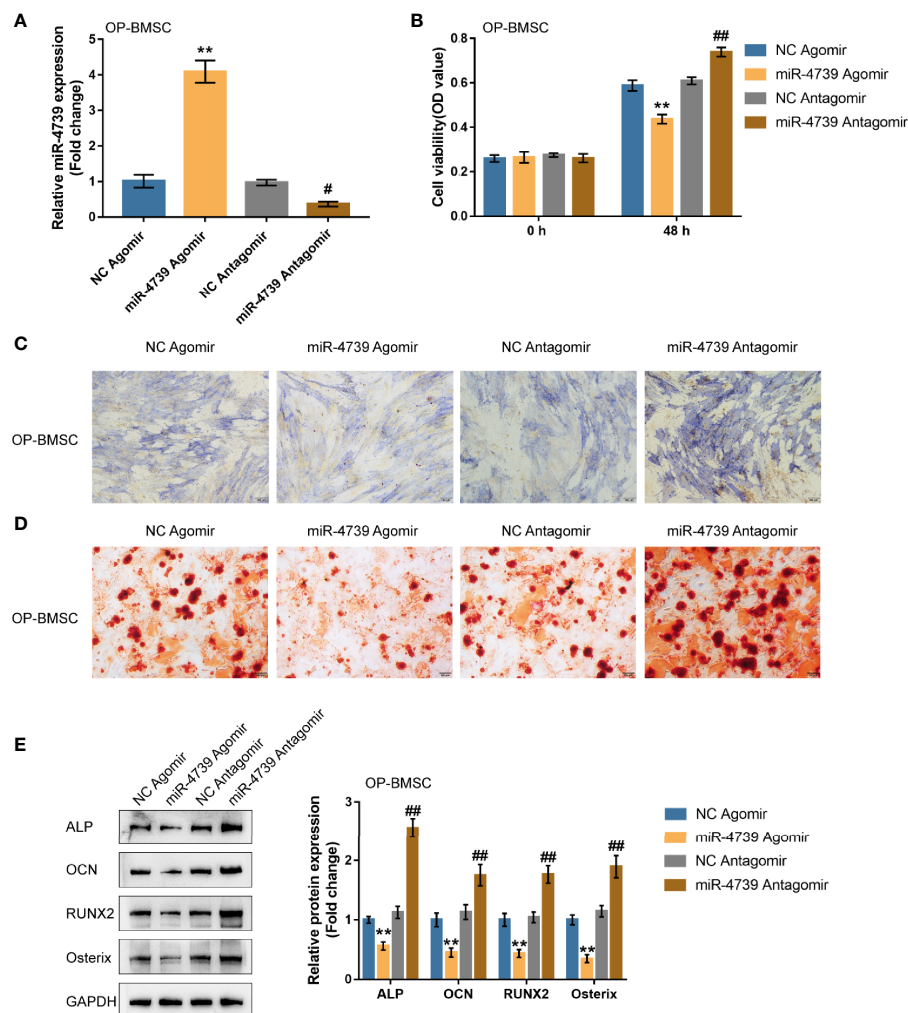 A
OP-BMSC
Relative miR-4739 expression
(Fold change)
5
4
3
2
1
0
**
#
NC Agomir
miR-4739 Agomir
NC Antagomir
miR-4739 Antagomir
B
OP-BMSC
Cell viablility(OD value)
0.8
0.6
0.4
0.2
0.0
**
##
0 h
48 h
NC Agomir
miR-4739 Agomir
NC Antagomir
miR-4739 Antagomir
C
NC Agomir
miR-4739 Agomir
NC Antagomir
miR-4739 Antagomir
OP-BMSC
D
NC Agomir
miR-4739 Agomir
NC Antagomir
miR-4739 Antagomir
OP-BMSC
E
NC Agomir
miR-4739 Agomir
NC Antagomir
miR-4739 Antagomir
ALP
OCN
RUNX2
Osterix
GAPDH
OP-BMSC
Relative protein expression
(Fold change)
3
2
1
0
**
##
**
##
**
##
**
##
ALP
OCN
RUNX2
Osterix
NC Agomir
miR-4739 Agomir
NC Antagomir
miR-4739 Antagomir